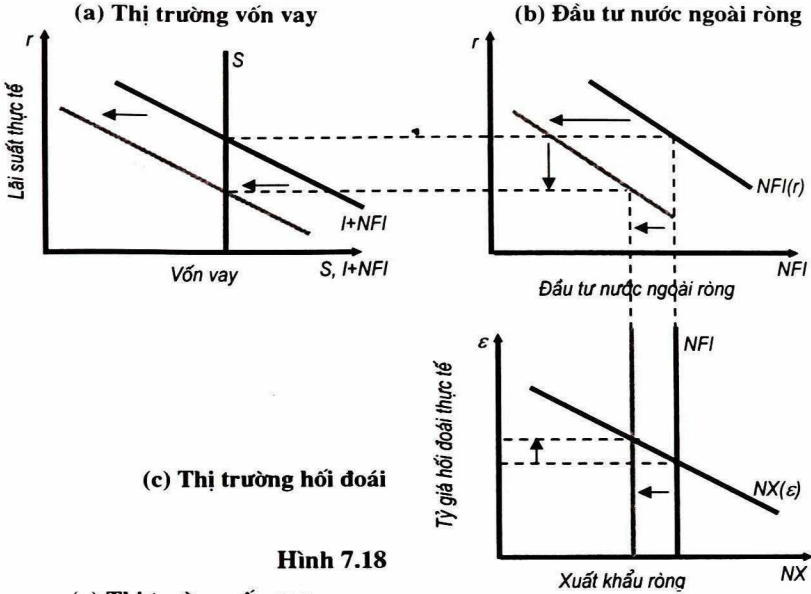 (a) Thị trường vốn vay
r
Lãi suất thực tế
S
I+NFI
S, I+NFI
Vốn vay
(b) Đầu tư nước ngoài ròng
r
NFI(r)
NFI
Đầu tư nước ngoài ròng
ε
NFI
Tỷ giá hối đoái thực tế
NX(ε)
NX
Xuất khẩu ròng
(c) Thị trường hối đoái
Hình 7.18